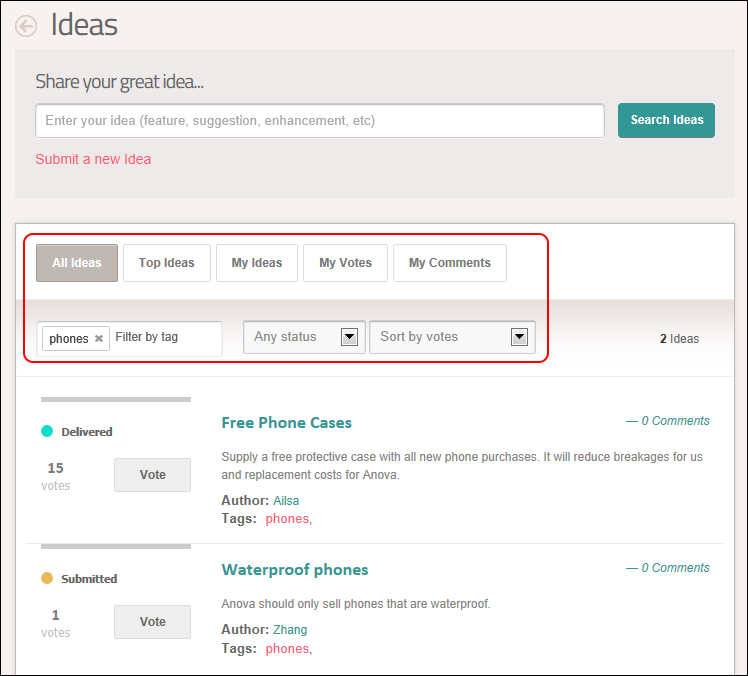 Ideas
Share your great idea...
Enter your idea (feature, suggestion, enhancement, etc)
Search Ideas
Submit a new Idea
All Ideas
Top Ideas
My Ideas
My Votes
My Comments
phones
Filter by tag
Any status
Sort by votes
2 Ideas
Delivered
15
votes
Vote
Free Phone Cases
— 0 Comments
Supply a free protective case with all new phone purchases. It will reduce breakages for us
and replacement costs for Anova.
Author: Ailsa
Tags: phones,
Submitted
1
votes
Vote
Waterproof phones
— 0 Comments
Anova should only sell phones that are waterproof.
Author: Zhang
Tags: phones,